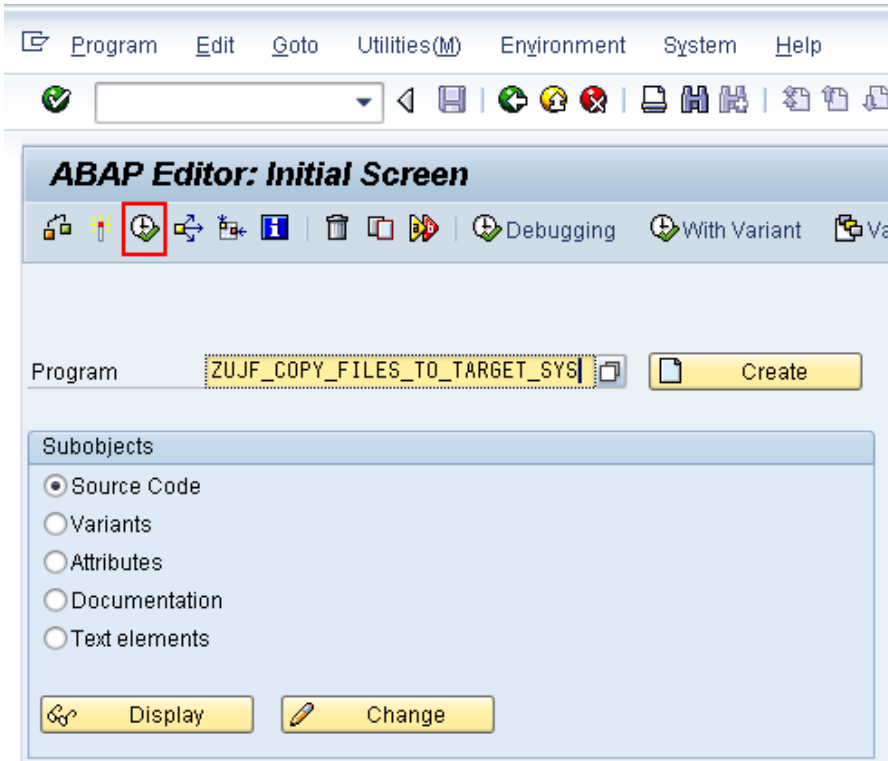 Program Edit Goto Utilities(M) Environment System Help
ABAP Editor: Initial Screen
Debugging With Variant Va
Program ZUJF_COPY_FILES_TO_TARGET_SYS Create
Subobjects
Source Code
Variants
Attributes
Documentation
Text elements
Display Change